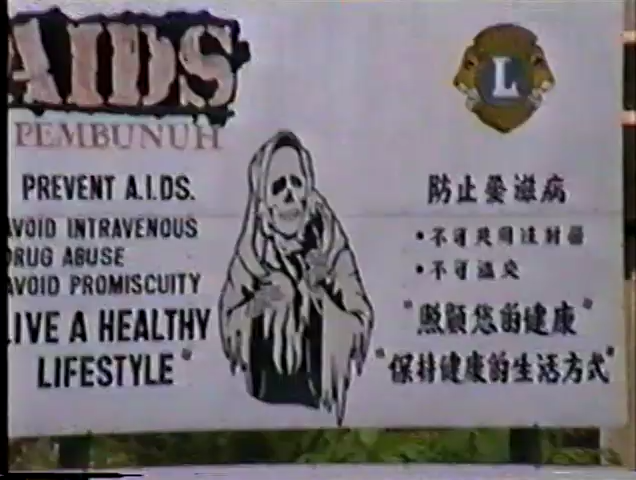 AIDS
PEMBUNUH
PREVENT A.I.DS.
AVOID INTRAVENOUS
DRUG ABUSE
AVOID PROMISCUITY
LIVE A HEALTHY
LIFESTYLE"
L
防止愛滋病
•不可共用注射器
•不可滥交
"照顧您的健康"
"保持健康的生活方式"